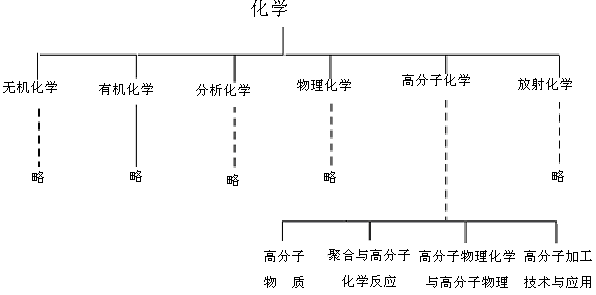 化学
无机化学 有机化学 分析化学 物理化学 高分子化学 放射化学
略 略 略 略 略
高分子 聚合与高分子 高分子物理化学 高分子加工
物 质 化学反应 与高分子物理 技术与应用